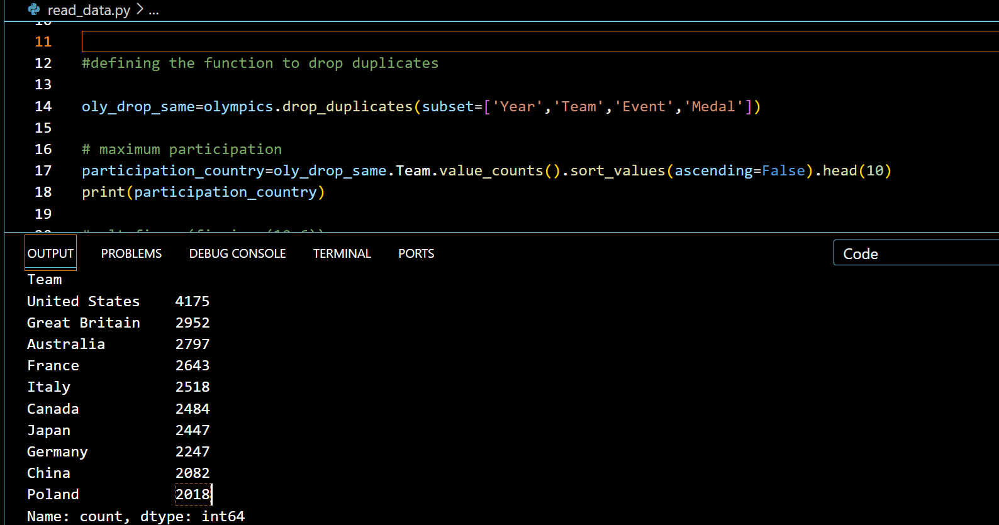 read_data.py > ...
10
11
12 #defining the function to drop duplicates
13
14 oly_drop_same=olympics.drop_duplicates(subset=['Year','Team','Event','Medal'])
15
16 # maximum participation
17 participation_country=oly_drop_same.Team.value_counts().sort_values(ascending=False).head(10)
18 print(participation_country)
19
OUTPUT PROBLEMS DEBUG CONSOLE TERMINAL PORTS Code
Team
United States 4175
Great Britain 2952
Australia 2797
France 2643
Italy 2518
Canada 2484
Japan 2447
Germany 2247
China 2082
Poland 2018
Name: count, dtype: int64